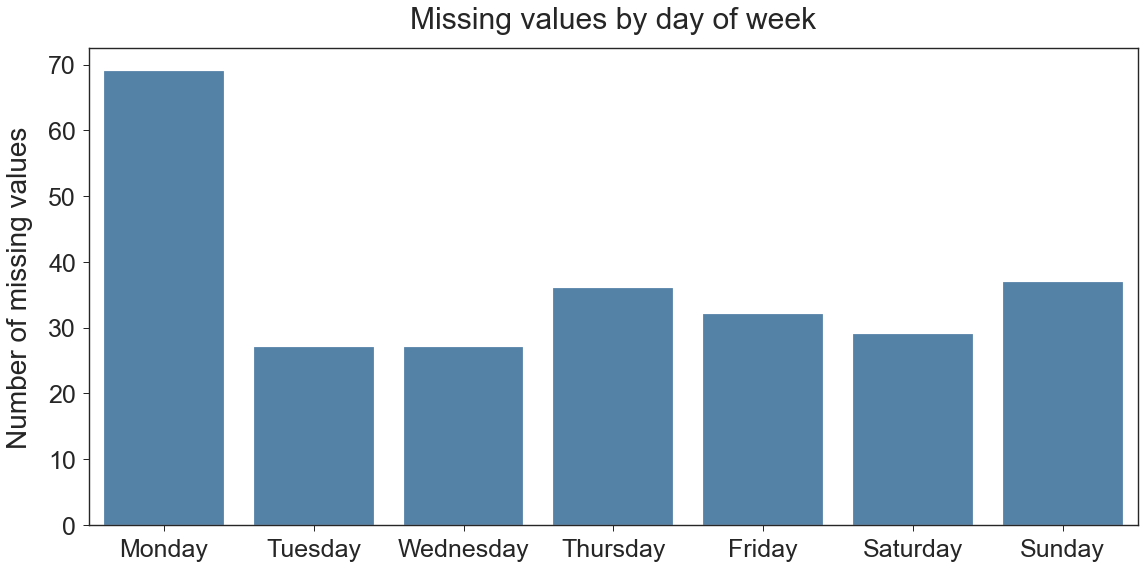 Missing values by day of week
Number of missing values
70
60
50
40
30
20
10
0
Monday Tuesday Wednesday Thursday Friday Saturday Sunday